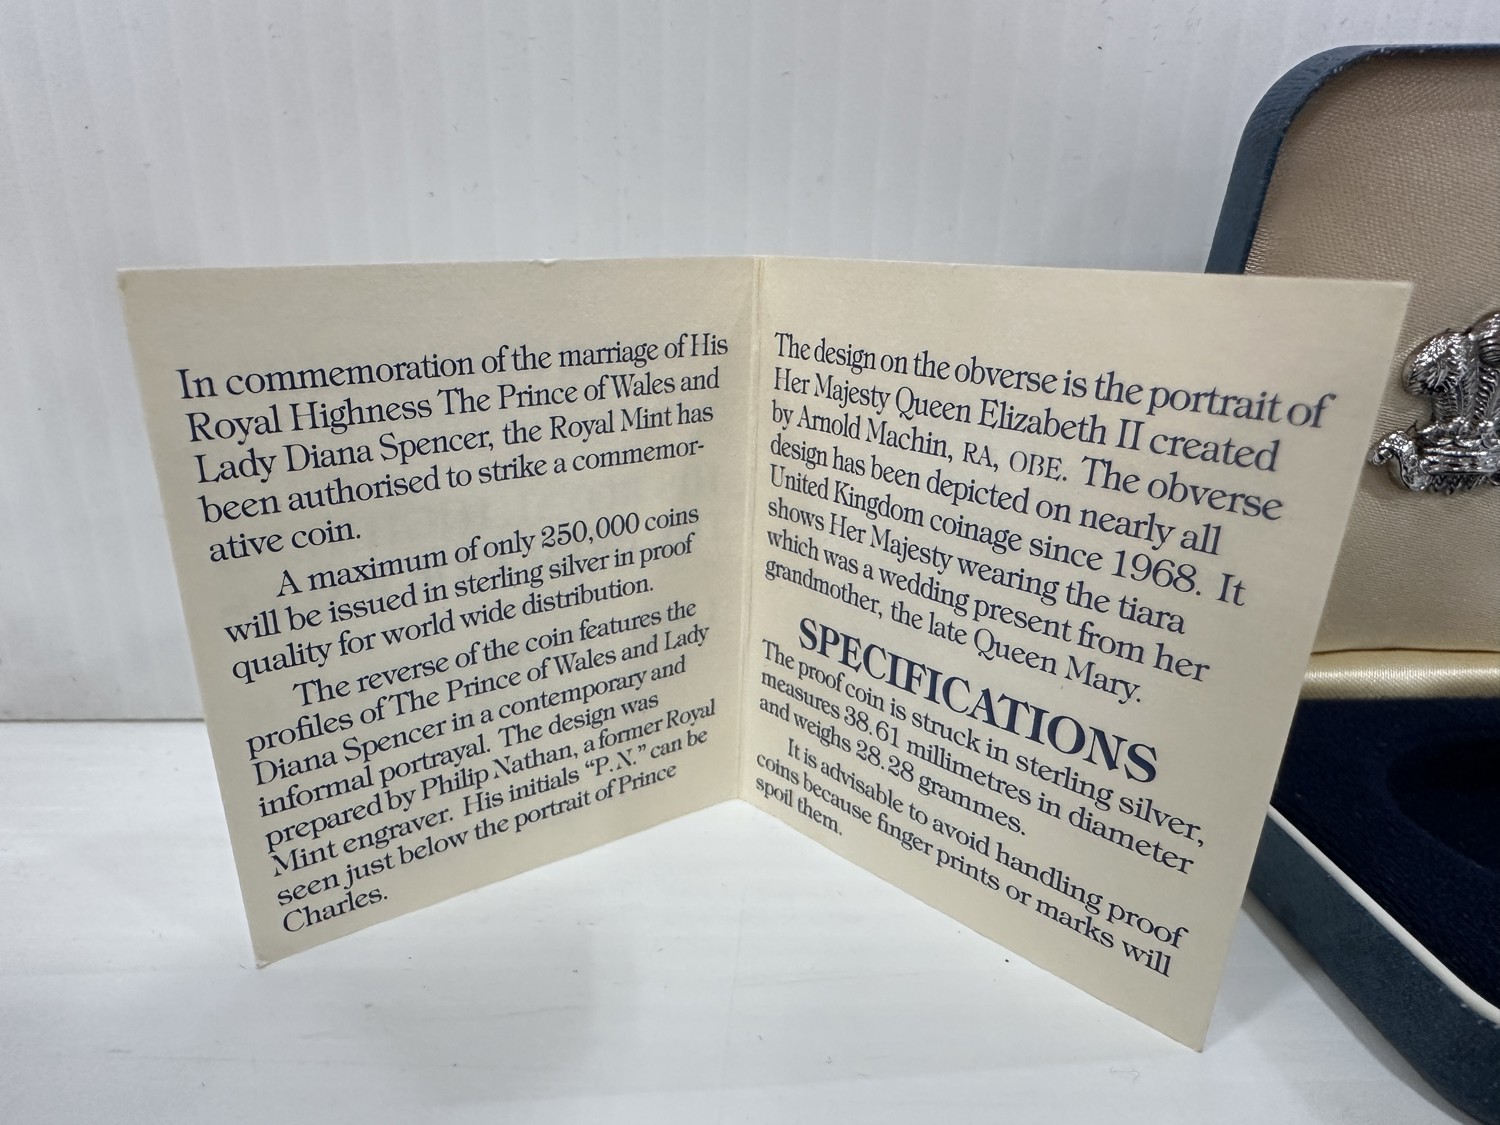 In commemoration of the marriage of His
Royal Highness The Prince of Wales and
Lady Diana Spencer, the Royal Mint has
been authorised to strike a commemor-
ative coin.
A maximum of only 250,000 coins
will be issued in sterling silver in proof
quality for world wide distribution.
The reverse of the coin features the
profiles of The Prince of Wales and Lady
Diana Spencer in a contemporary and
informal portrayal. The design was
prepared by Philip Nathan, a former Royal
Mint engraver. His initials “P.N.” can be
seen just below the portrait of Prince
Charles.
The design on the obverse is the portrait of
Her Majesty Queen Elizabeth II created
by Arnold Machin, RA, OBE. The obverse
design has been depicted on nearly all
United Kingdom coinage since 1968. It
shows Her Majesty wearing the tiara
which was a wedding present from her
grandmother, the late Queen Mary.
SPECIFICATIONS
The proof coin is struck in sterling silver,
measures 38.61 millimetres in diameter
and weighs 28.28 grammes.
It is advisable to avoid handling proof
coins because finger prints or marks will
spoil them.